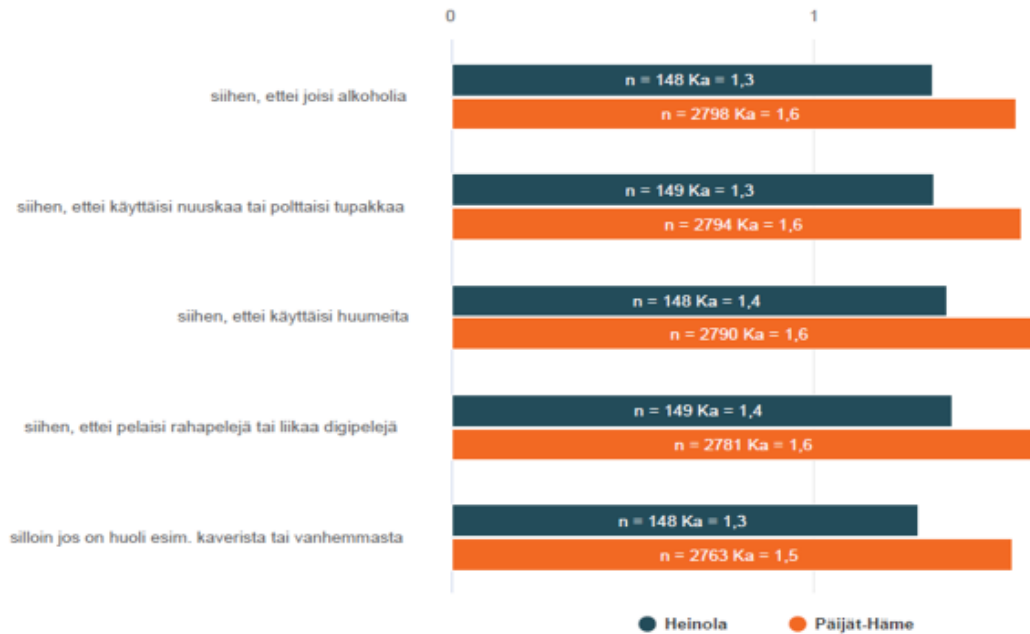 0 1
siihen, ettei joisi alkoholia
n = 148 Ka = 1,3
n = 2798 Ka = 1,6
siihen, ettei käyttäisi nuuskaa tai polttaisi tupakkaa
n = 149 Ka = 1,3
n = 2794 Ka = 1,6
siihen, ettei käyttäisi huumeita
n = 148 Ka = 1,4
n = 2790 Ka = 1,6
siihen, ettei pelaisi rahapelejä tai liikaa digipelejä
n = 149 Ka = 1,4
n = 2781 Ka = 1,6
silloin jos on huoli esim. kaverista tai vanhemmasta
n = 148 Ka = 1,3
n = 2763 Ka = 1,5
Heinola Päijät-Häme